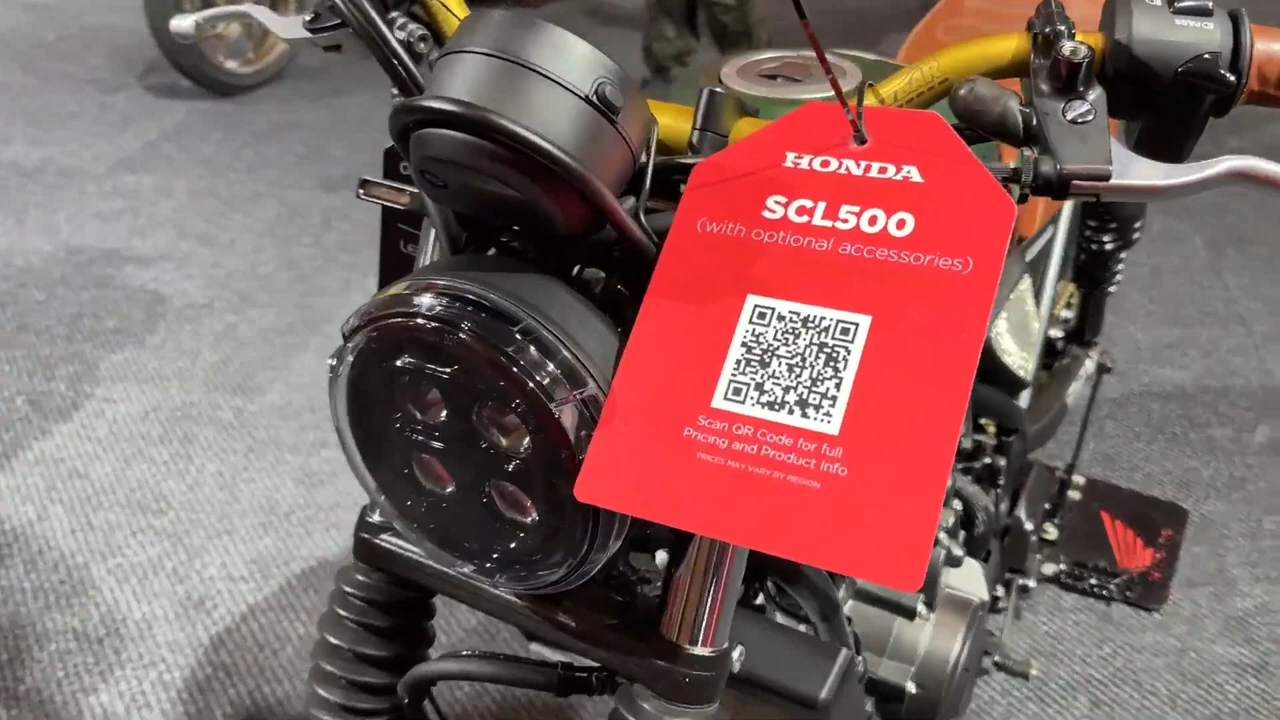 PASS
HONDA
SCL500
(with optional accessories)
Scan QR Code for full
Pricing and Product Info
PRICES MAY VARY BY REGION